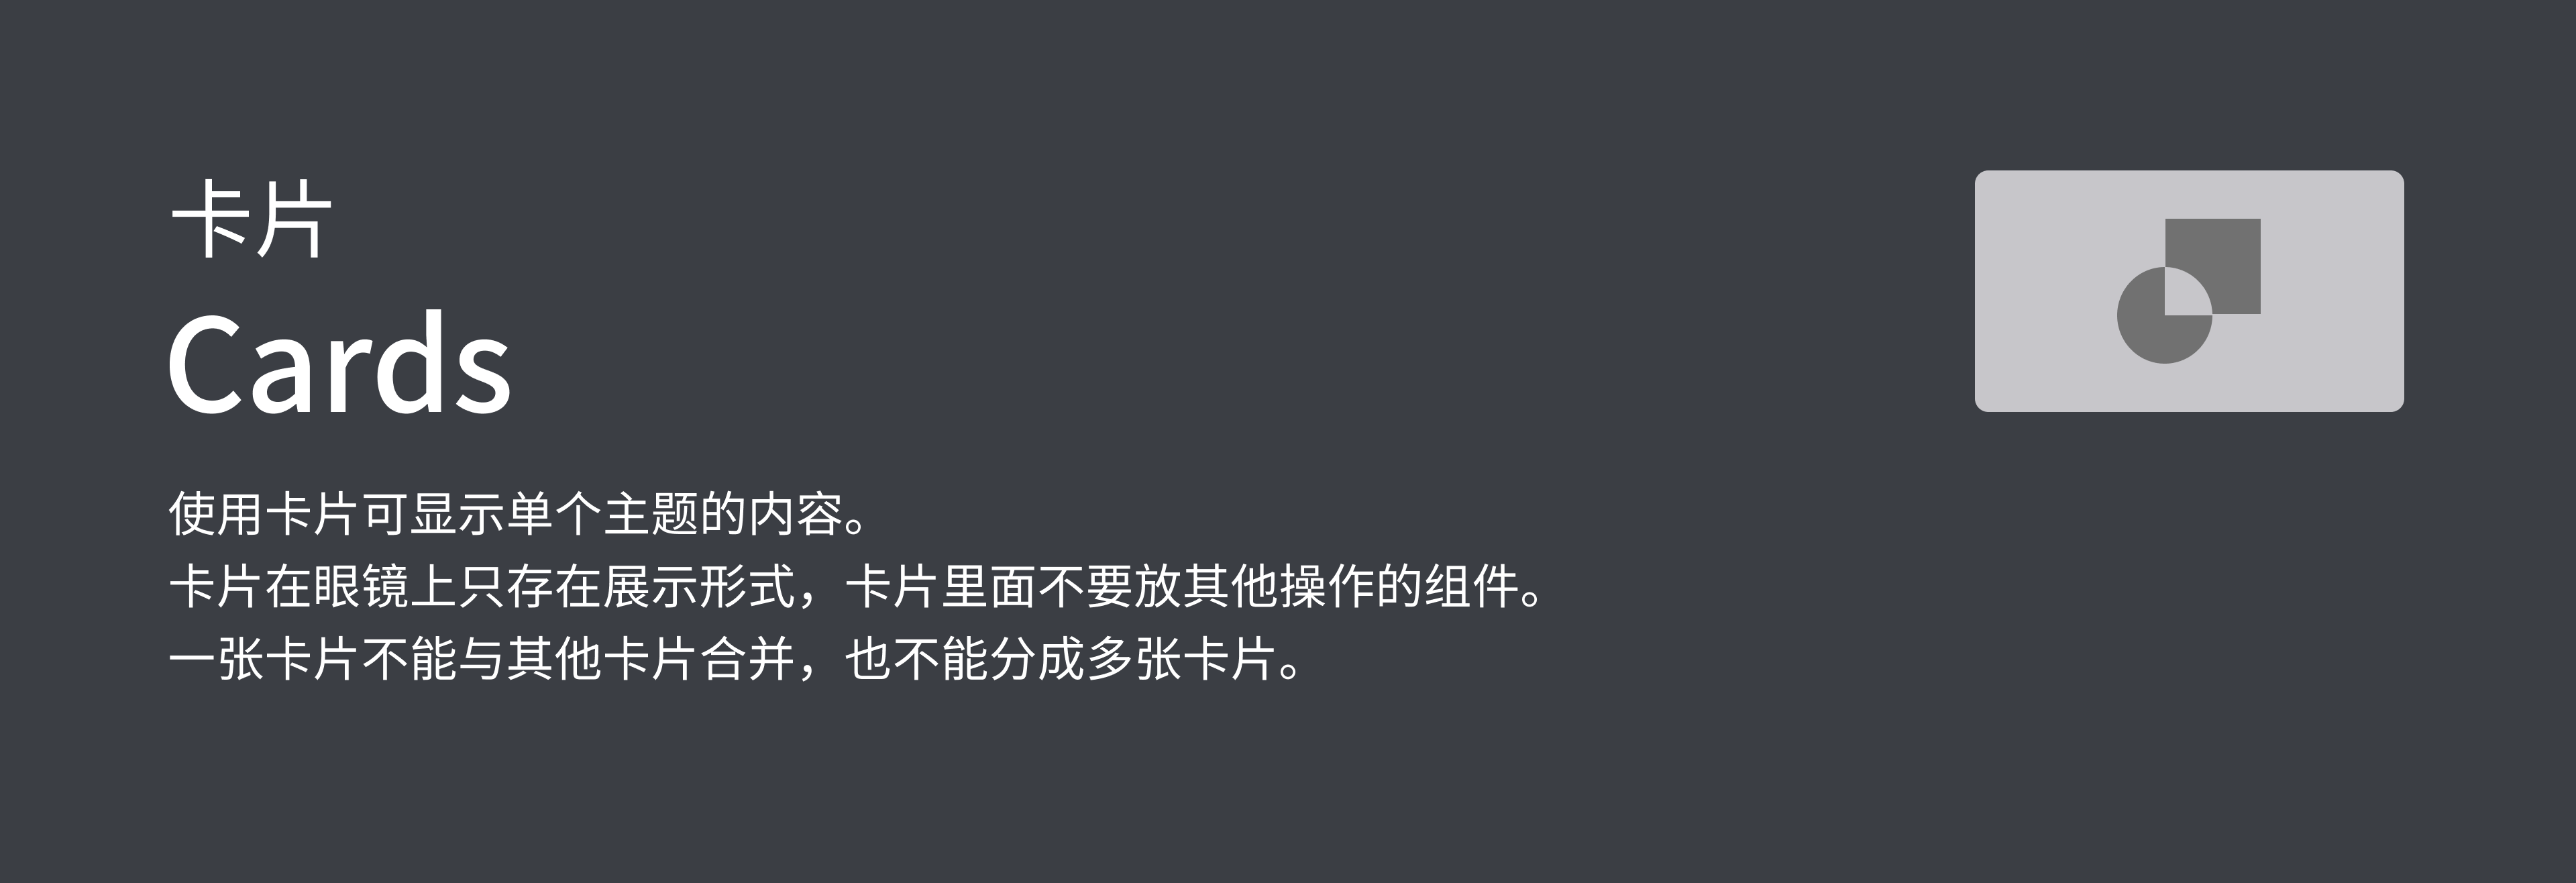 卡片
Cards
使用卡片可显示单个主题的内容。
卡片在眼镜上只存在展示形式，卡片里面不要放其他操作的组件。
一张卡片不能与其他卡片合并，也不能分成多张卡片。